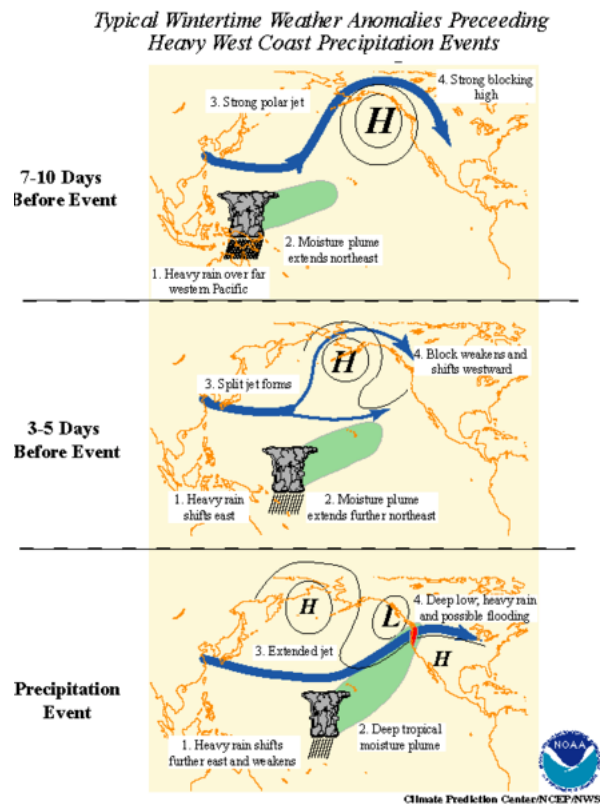 Typical Wintertime Weather Anomalies Preceeding
Heavy West Coast Precipitation Events
7-10 Days
Before Event
3. Strong polar jet
4. Strong blocking
high
H
2. Moisture plume
extends northeast
1. Heavy rain over far
western Pacific
3-5 Days
Before Event
3. Split jet forms
H
4. Block weakens and
shifts westward
1. Heavy rain
shifts east
2. Moisture plume
extends further northeast
Precipitation
Event
H
L
4. Deep low, heavy rain
and possible flooding
3. Extended jet
H
2. Deep tropical
moisture plume
1. Heavy rain shifts
further east and weakens
NOAA
Climate Prediction Center/NCEP/NWS